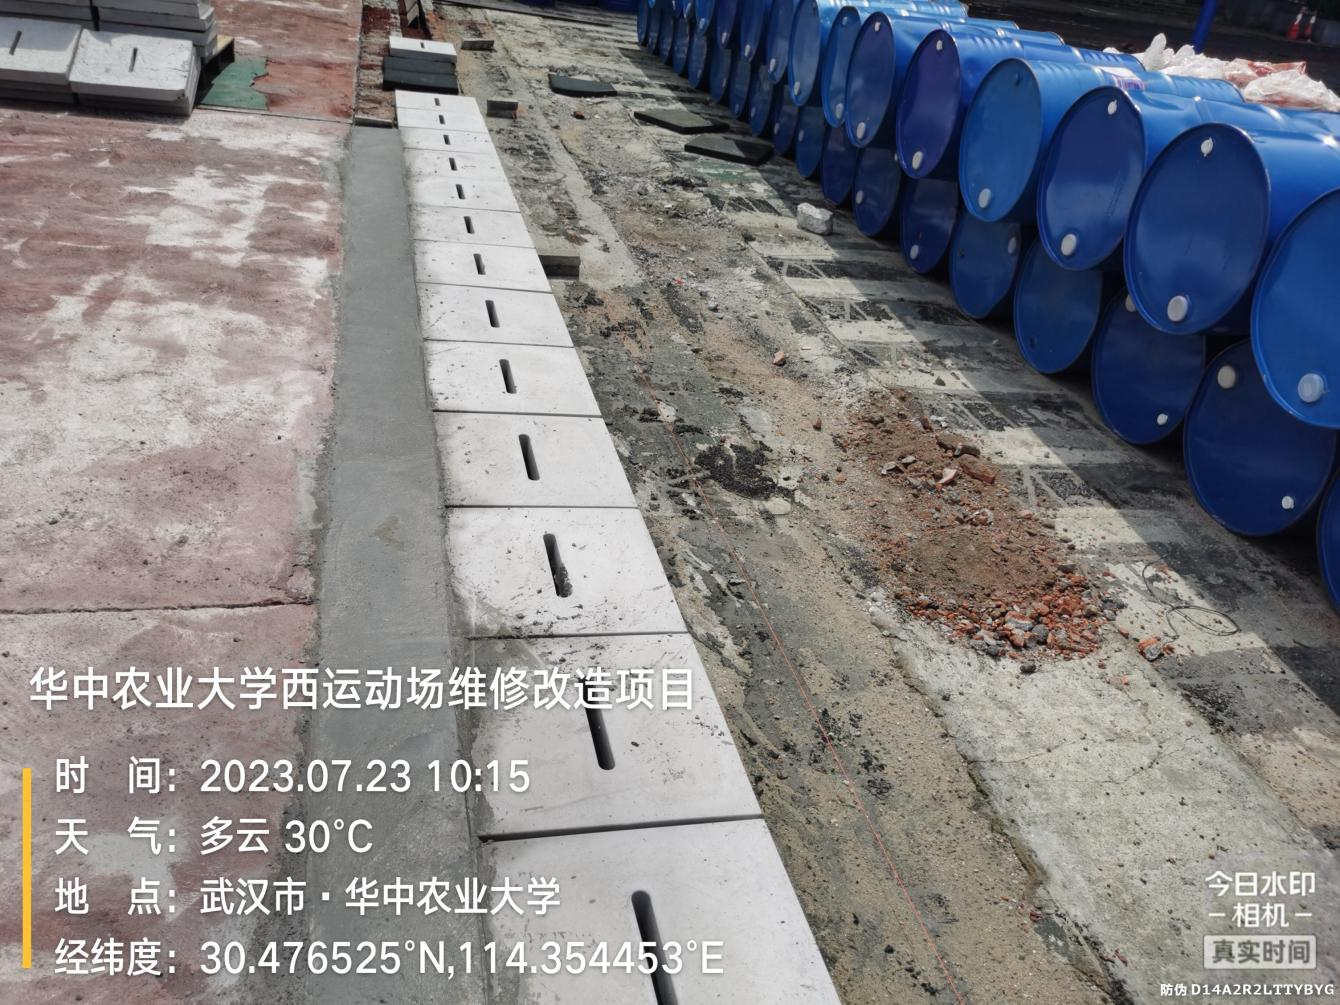 华中农业大学西运动场维修改造项目
时 间：2023.07.23 10:15
天 气：多云 30°C
地 点：武汉市·华中农业大学
经纬度：30.476525°N,114.354453°E
今日水印
-相机-
真实时间
防伪 D14A2R2LTTYBYG